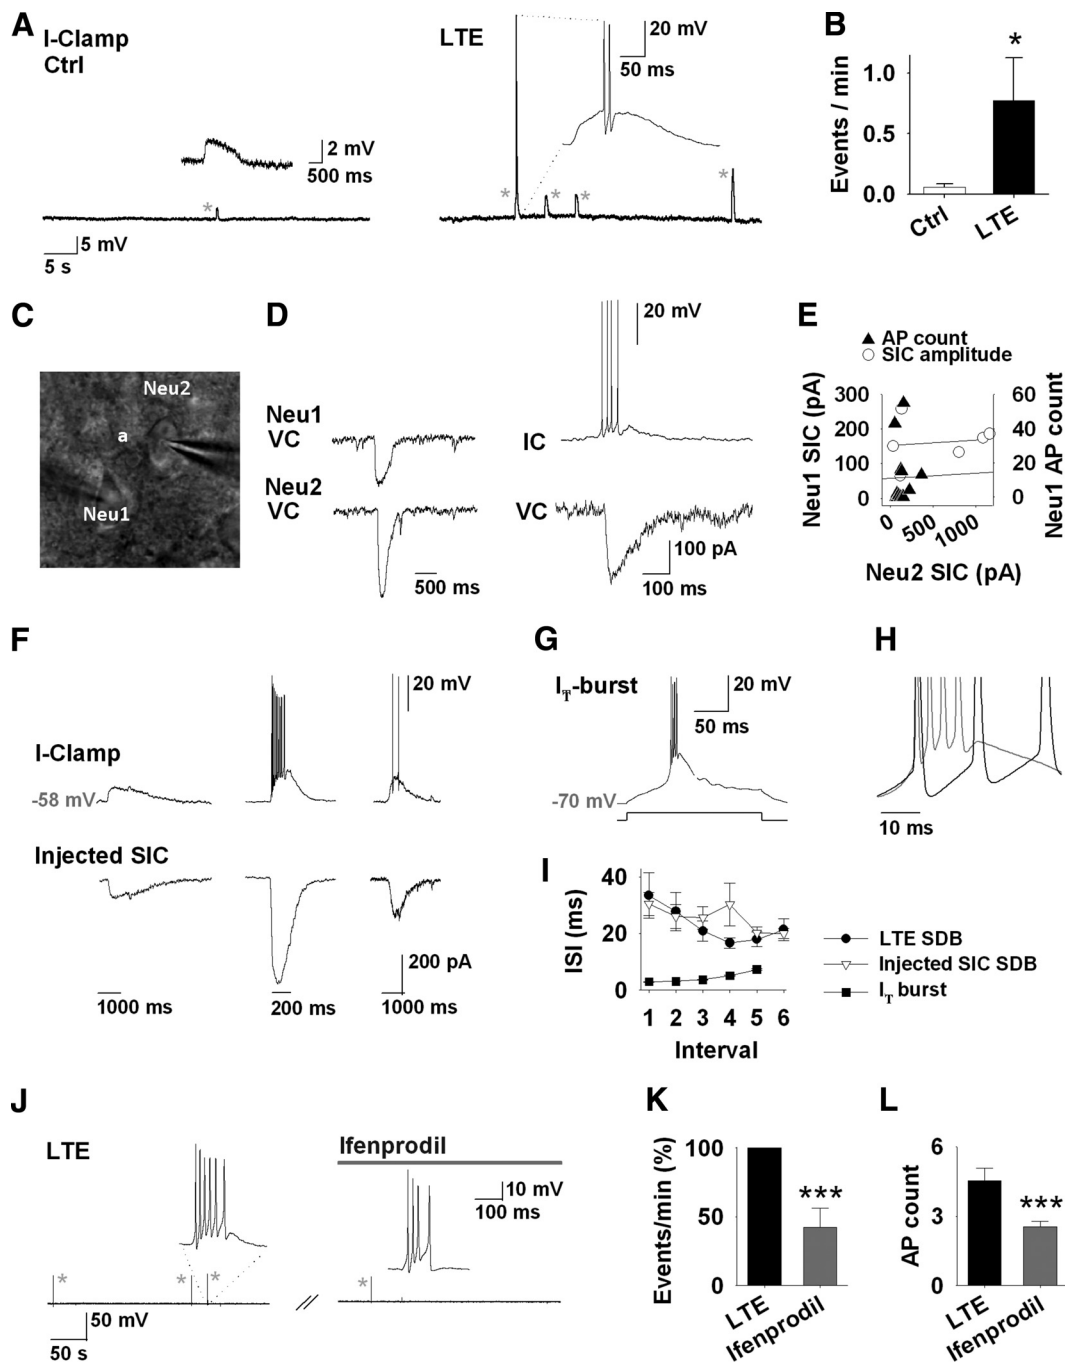 A
I-Clamp
Ctrl
2 mV
500 ms
*
5 mV
5 s
LTE
20 mV
50 ms
*
*
*
*
B
*
Events / min
1.0
0.5
0.0
Ctrl
LTE
C
Neu2
a
Neu1
D
20 mV
Neu1
VC
IC
Neu2
VC
VC
500 ms
100 pA
100 ms
E
AP count
SIC amplitude
Neu1 SIC (pA)
300
200
100
0
60
40
20
0
Neu1 AP count
0
500
1000
Neu2 SIC (pA)
F
20 mV
I-Clamp
-58 mV
Injected SIC
200 pA
1000 ms
200 ms
1000 ms
G
IT-burst
20 mV
50 ms
-70 mV
H
10 ms
I
ISI (ms)
40
20
0
1 2 3 4 5 6
Interval
LTE SDB
Injected SIC SDB
IT burst
J
LTE
*
*
*
50 mV
50 s
Ifenprodil
10 mV
100 ms
*
K
Events/min (%)
100
50
0
***
LTE
Ifenprodil
L
AP count
6
3
0
***
LTE
Ifenprodil